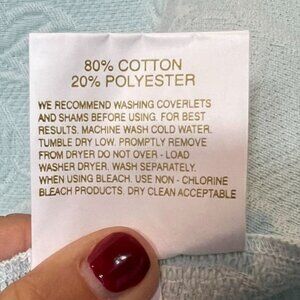 80% COTTON
20% POLYESTER
WE RECOMMEND WASHING COVERLETS
AND SHAMS BEFORE USING. FOR BEST
RESULTS. MACHINE WASH COLD WATER.
TUMBLE DRY LOW. PROMPTLY REMOVE
FROM DRYER DO NOT OVER - LOAD
WASHER DRYER. WASH SEPARATELY.
WHEN USING BLEACH. USE NON - CHLORINE
BLEACH PRODUCTS. DRY CLEAN ACCEPTABLE